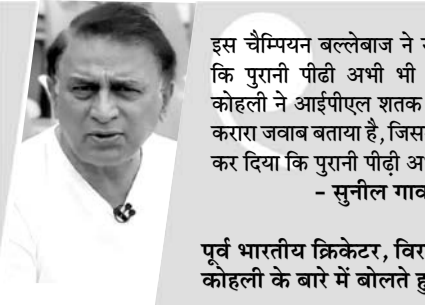 इस चैम्पियन बल्लेबाज ने
कि पुरानी पीढी अभी भी
कोहली ने आईपीएल शतक
करारा जवाब बताया है, जिस
कर दिया कि पुरानी पीढ़ी
- सुनील
पूर्व भारतीय क्रिकेटर,
कोहली के बारे में बोलते